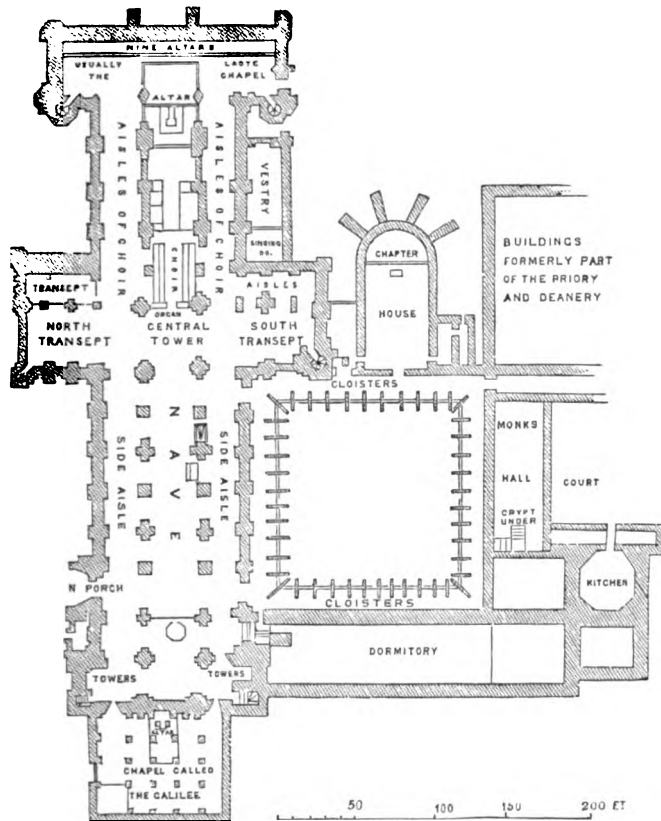 NINE ALTARS
USUALLY THE
LADYE CHAPEL
ALTAR
AISLES OF CHOIR
AISLES OF CHOIR
VESTRY
SINGING
CHOIR
BUILDINGS
FORMERLY PART
OF THE PRIORY
AND DEANERY
CHAPTER
HOUSE
TRANSEPT
AISLES
ORGAN
NORTH
TRANSEPT
CENTRAL
TOWER
SOUTH
TRANSEPT
CLOISTERS
NAVE
SIDE AISLE
SIDE AISLE
MONKS
HALL
CRYPT
UNDER
COURT
KITCHEN
N PORCH
CLOISTERS
DORMITORY
TOWERS
TOWERS
ALTAR
CHAPEL CALLED
THE GALILEE
50
100
150
200 ET